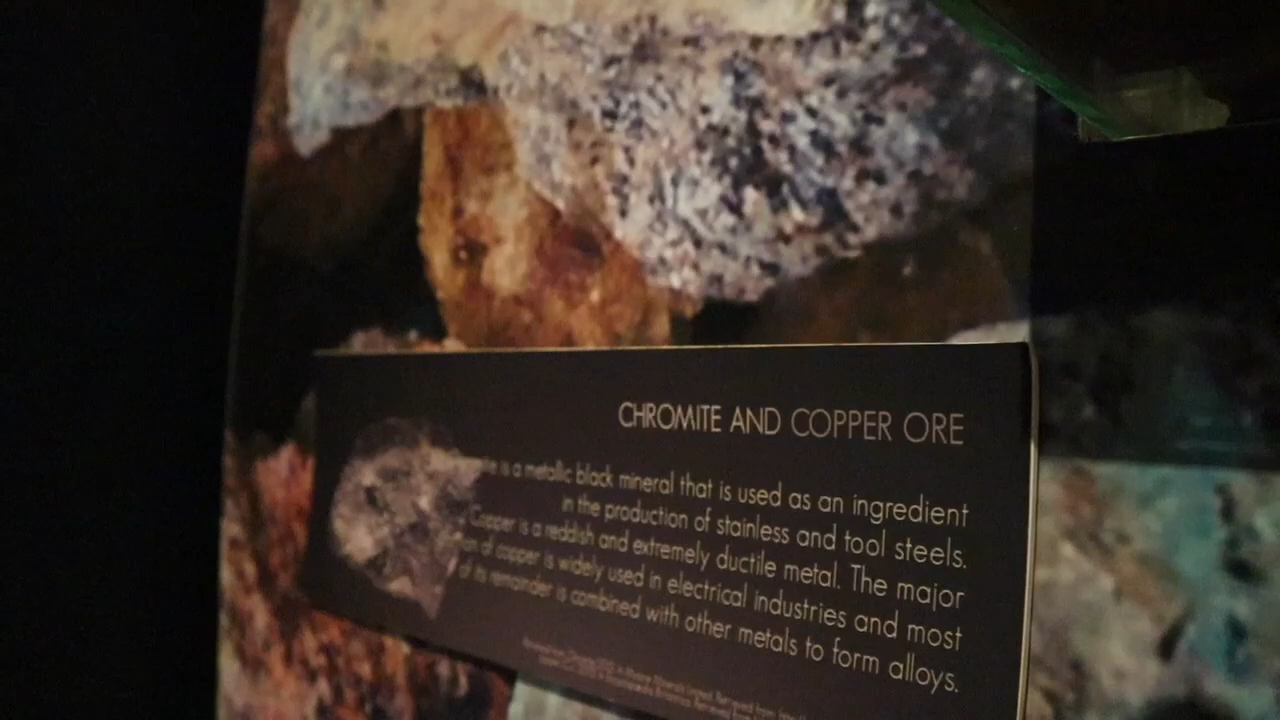 CHROMITE AND COPPER ORE
is a metallic black mineral that is used as an ingredient
in the production of stainless and tool steels.
Copper is a reddish and extremely ductile metal. The major
of copper is widely used in electrical industries and most
of its remainder is combined with other metals to form alloys.